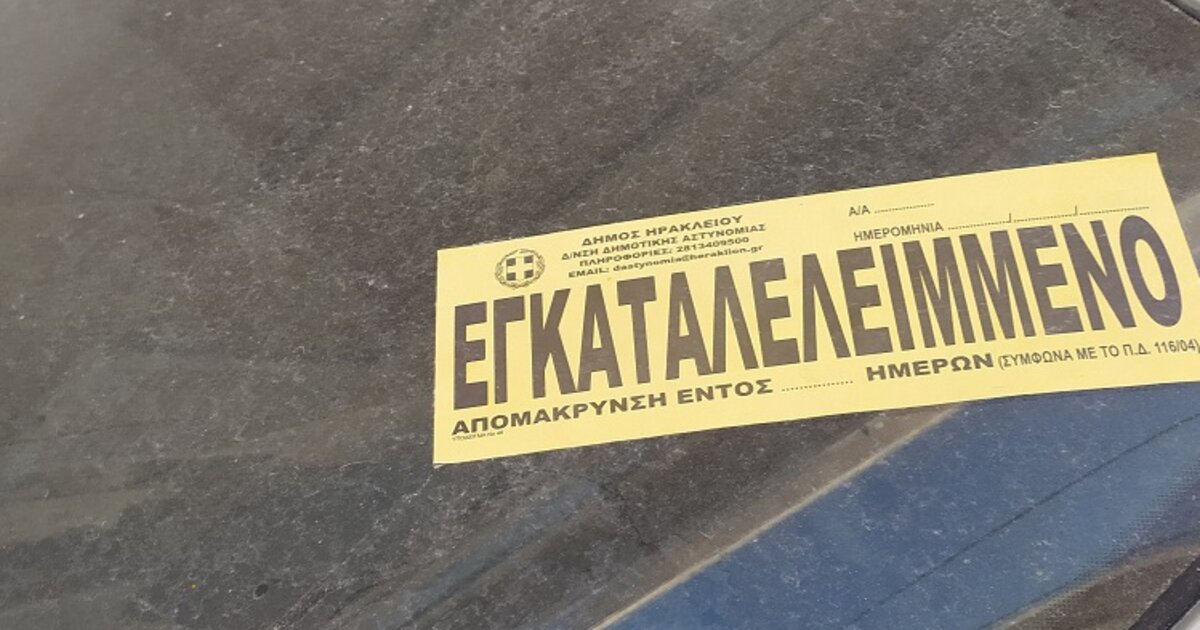 ΔΗΜΟΣ ΗΡΑΚΛΕΙΟΥ
Δ/ΝΣΗ ΔΗΜΟΤΙΚΗΣ ΑΣΤΥΝΟΜΙΑΣ
ΠΛΗΡΟΦΟΡΙΕΣ: 2813409500
EMAIL: dastynomia@heraklion.gr
Α/Α ................
ΗΜΕΡΟΜΗΝΙΑ ................/................/................
ΕΓΚΑΤΑΛΕΛΕΙΜΜΕΝΟ
ΑΠΟΜΑΚΡΥΝΣΗ ΕΝΤΟΣ ................ ΗΜΕΡΩΝ (ΣΥΜΦΩΝΑ ΜΕ ΤΟ Π.Δ. 116/04)